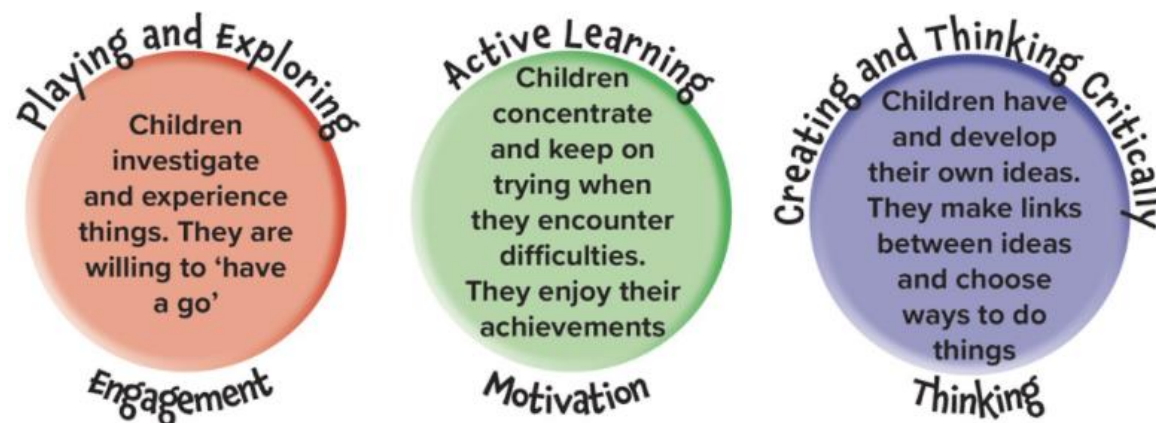 Playing and Exploring
Children
investigate
and experience
things. They are
willing to ‘have
a go’
Engagement
Active Learning
Children
concentrate
and keep on
trying when
they encounter
difficulties.
They enjoy their
achievements
Motivation
Creating and Thinking Critically
Children have
and develop
their own ideas.
They make links
between ideas
and choose
ways to do
things
Thinking